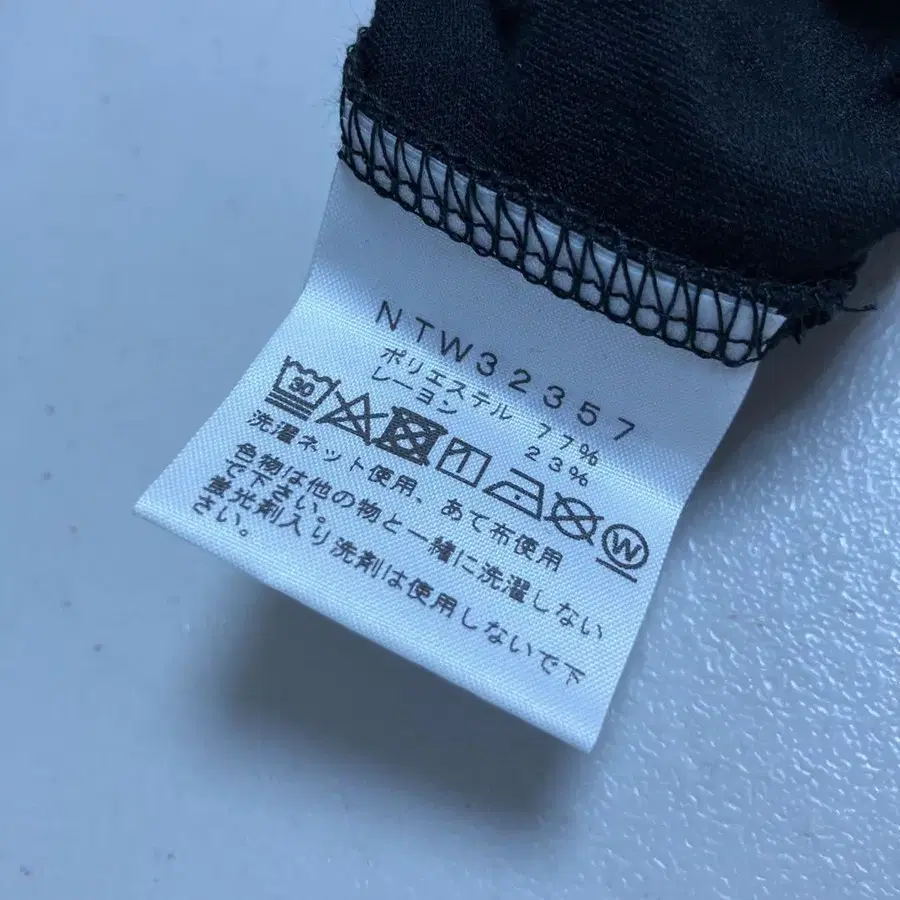 NTW32357
ポリエステル 77%
レーヨン 23%
30 W
洗濯ネット使用、あて布使用
色物は他の物と一緒に洗濯しない
で下さい。
蛍光剤入り洗剤は使用しないで下
さい。